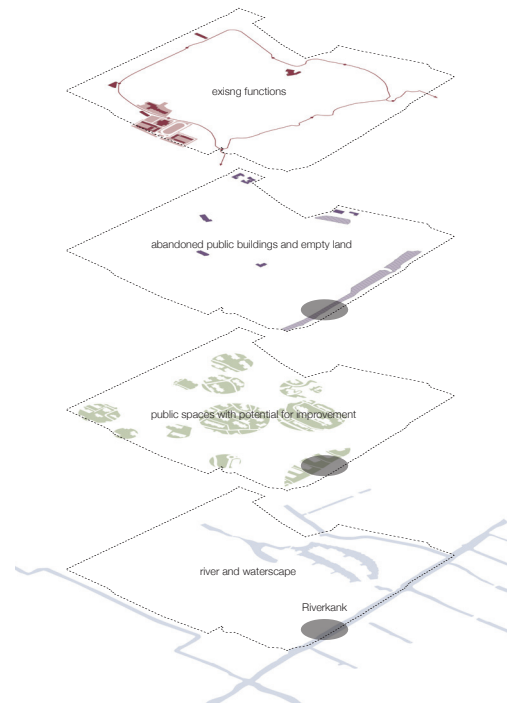 exisng functions
abandoned public buildings and empty land
public spaces with potential for improvement
river and waterscape
Riverkank